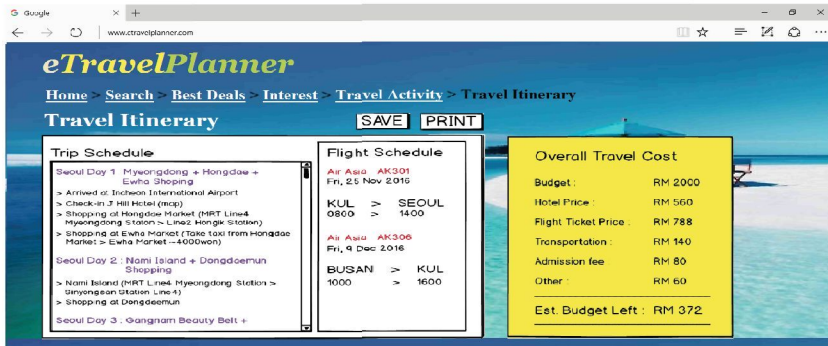 Google
www.ctravelplanner.com
eTravelPlanner
Home > Search > Best Deals > Interest > Travel Activity > Travel Itinerary
Travel Itinerary
SAVE PRINT
Trip Schedule
Seoul Day 1 Myeongdong + Hongdae +
Ewha Shoping
> Arrived at Incheon International Airport
> Check-in J Hill Hotel (map)
> Shopping at Hongdae Market (MRT Line4
Myeongdong Station > Line2 Hongik Station)
> Shopping at Ewha Market (Take taxi from Hongdae
Market > Ewha Market ~4000won)
Seoul Day 2 : Nami Island + Dongdaemun
Shopping
> Nami Island (MRT Line4 Myeongdong Station >
Sinyongsan Station Line4)
> Shopping at Dongdaemun
Seoul Day 3 : Gangnam Beauty Belt +
Flight Schedule
Air Asia AK301
Fri, 25 Nov 2016
KUL > SEOUL
0800 > 1400
Air Asia AK306
Fri, 9 Dec 2016
BUSAN > KUL
1000 > 1600
Overall Travel Cost
Budget : RM 2000
Hotel Price : RM 560
Flight Ticket Price : RM 788
Transportation : RM 140
Admission fee RM 80
Other : RM 60
Est. Budget Left : RM 372